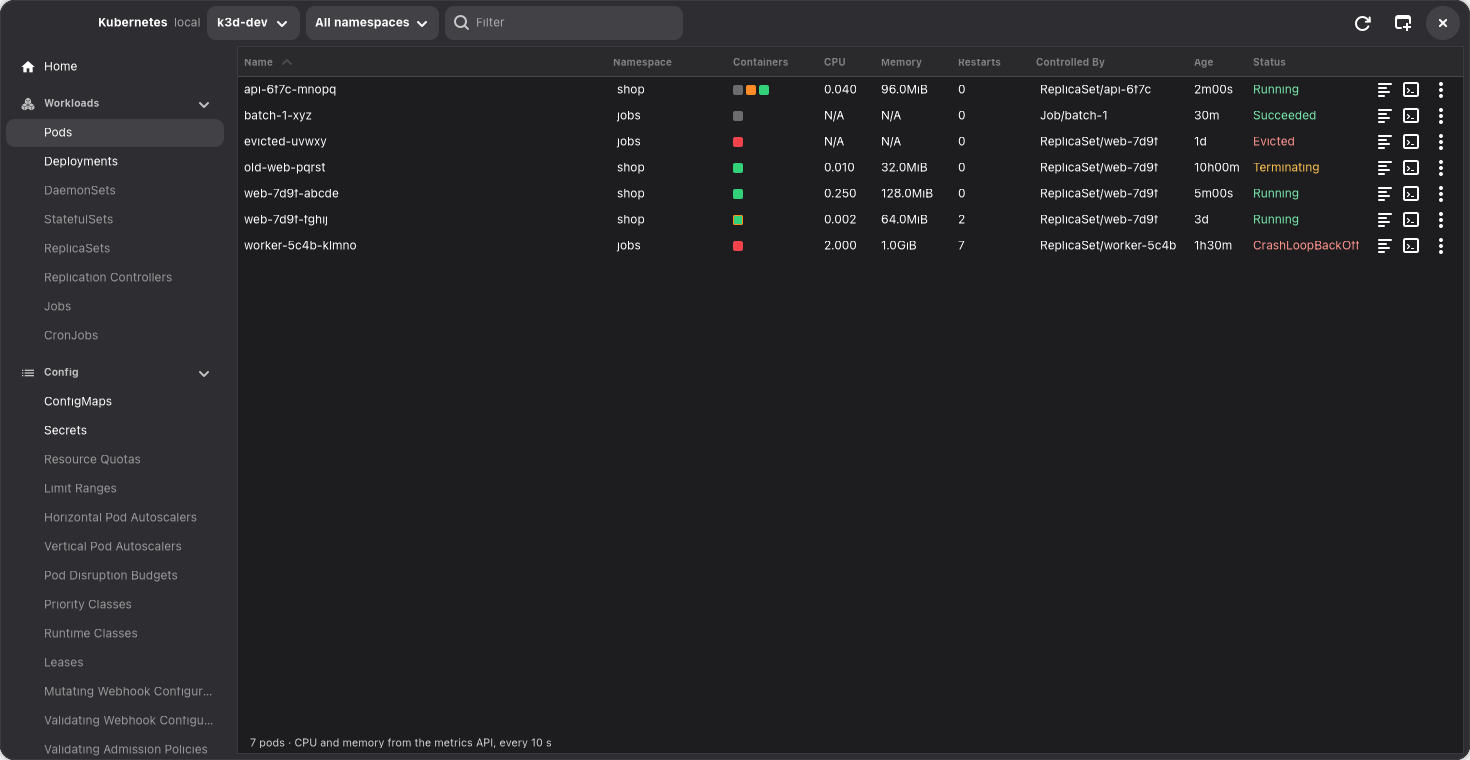 Kubernetes local k3d-dev All namespaces Filter
Home
Workloads
Pods
Deployments
DaemonSets
StatefulSets
ReplicaSets
Replication Controllers
Jobs
CronJobs
Config
ConfigMaps
Secrets
Resource Quotas
Limit Ranges
Horizontal Pod Autoscalers
Vertical Pod Autoscalers
Pod Disruption Budgets
Priority Classes
Runtime Classes
Leases
Mutating Webhook Configur...
Validating Webhook Configu...
Validating Admission Policies
Name Namespace Containers CPU Memory Restarts Controlled By Age Status
api-6f7c-mnopq shop 0.040 96.0MiB 0 ReplicaSet/api-6f7c 2m00s Running
batch-1-xyz jobs N/A N/A 0 Job/batch-1 30m Succeeded
evicted-uvwxy jobs N/A N/A 0 ReplicaSet/web-7d9f 1d Evicted
old-web-pqrst shop 0.010 32.0MiB 0 ReplicaSet/web-7d9f 10h00m Terminating
web-7d9f-abcde shop 0.250 128.0MiB 0 ReplicaSet/web-7d9f 5m00s Running
web-7d9f-fghij shop 0.002 64.0MiB 2 ReplicaSet/web-7d9f 3d Running
worker-5c4b-klmno jobs 2.000 1.0GiB 7 ReplicaSet/worker-5c4b 1h30m CrashLoopBackOff
7 pods · CPU and memory from the metrics API, every 10 s